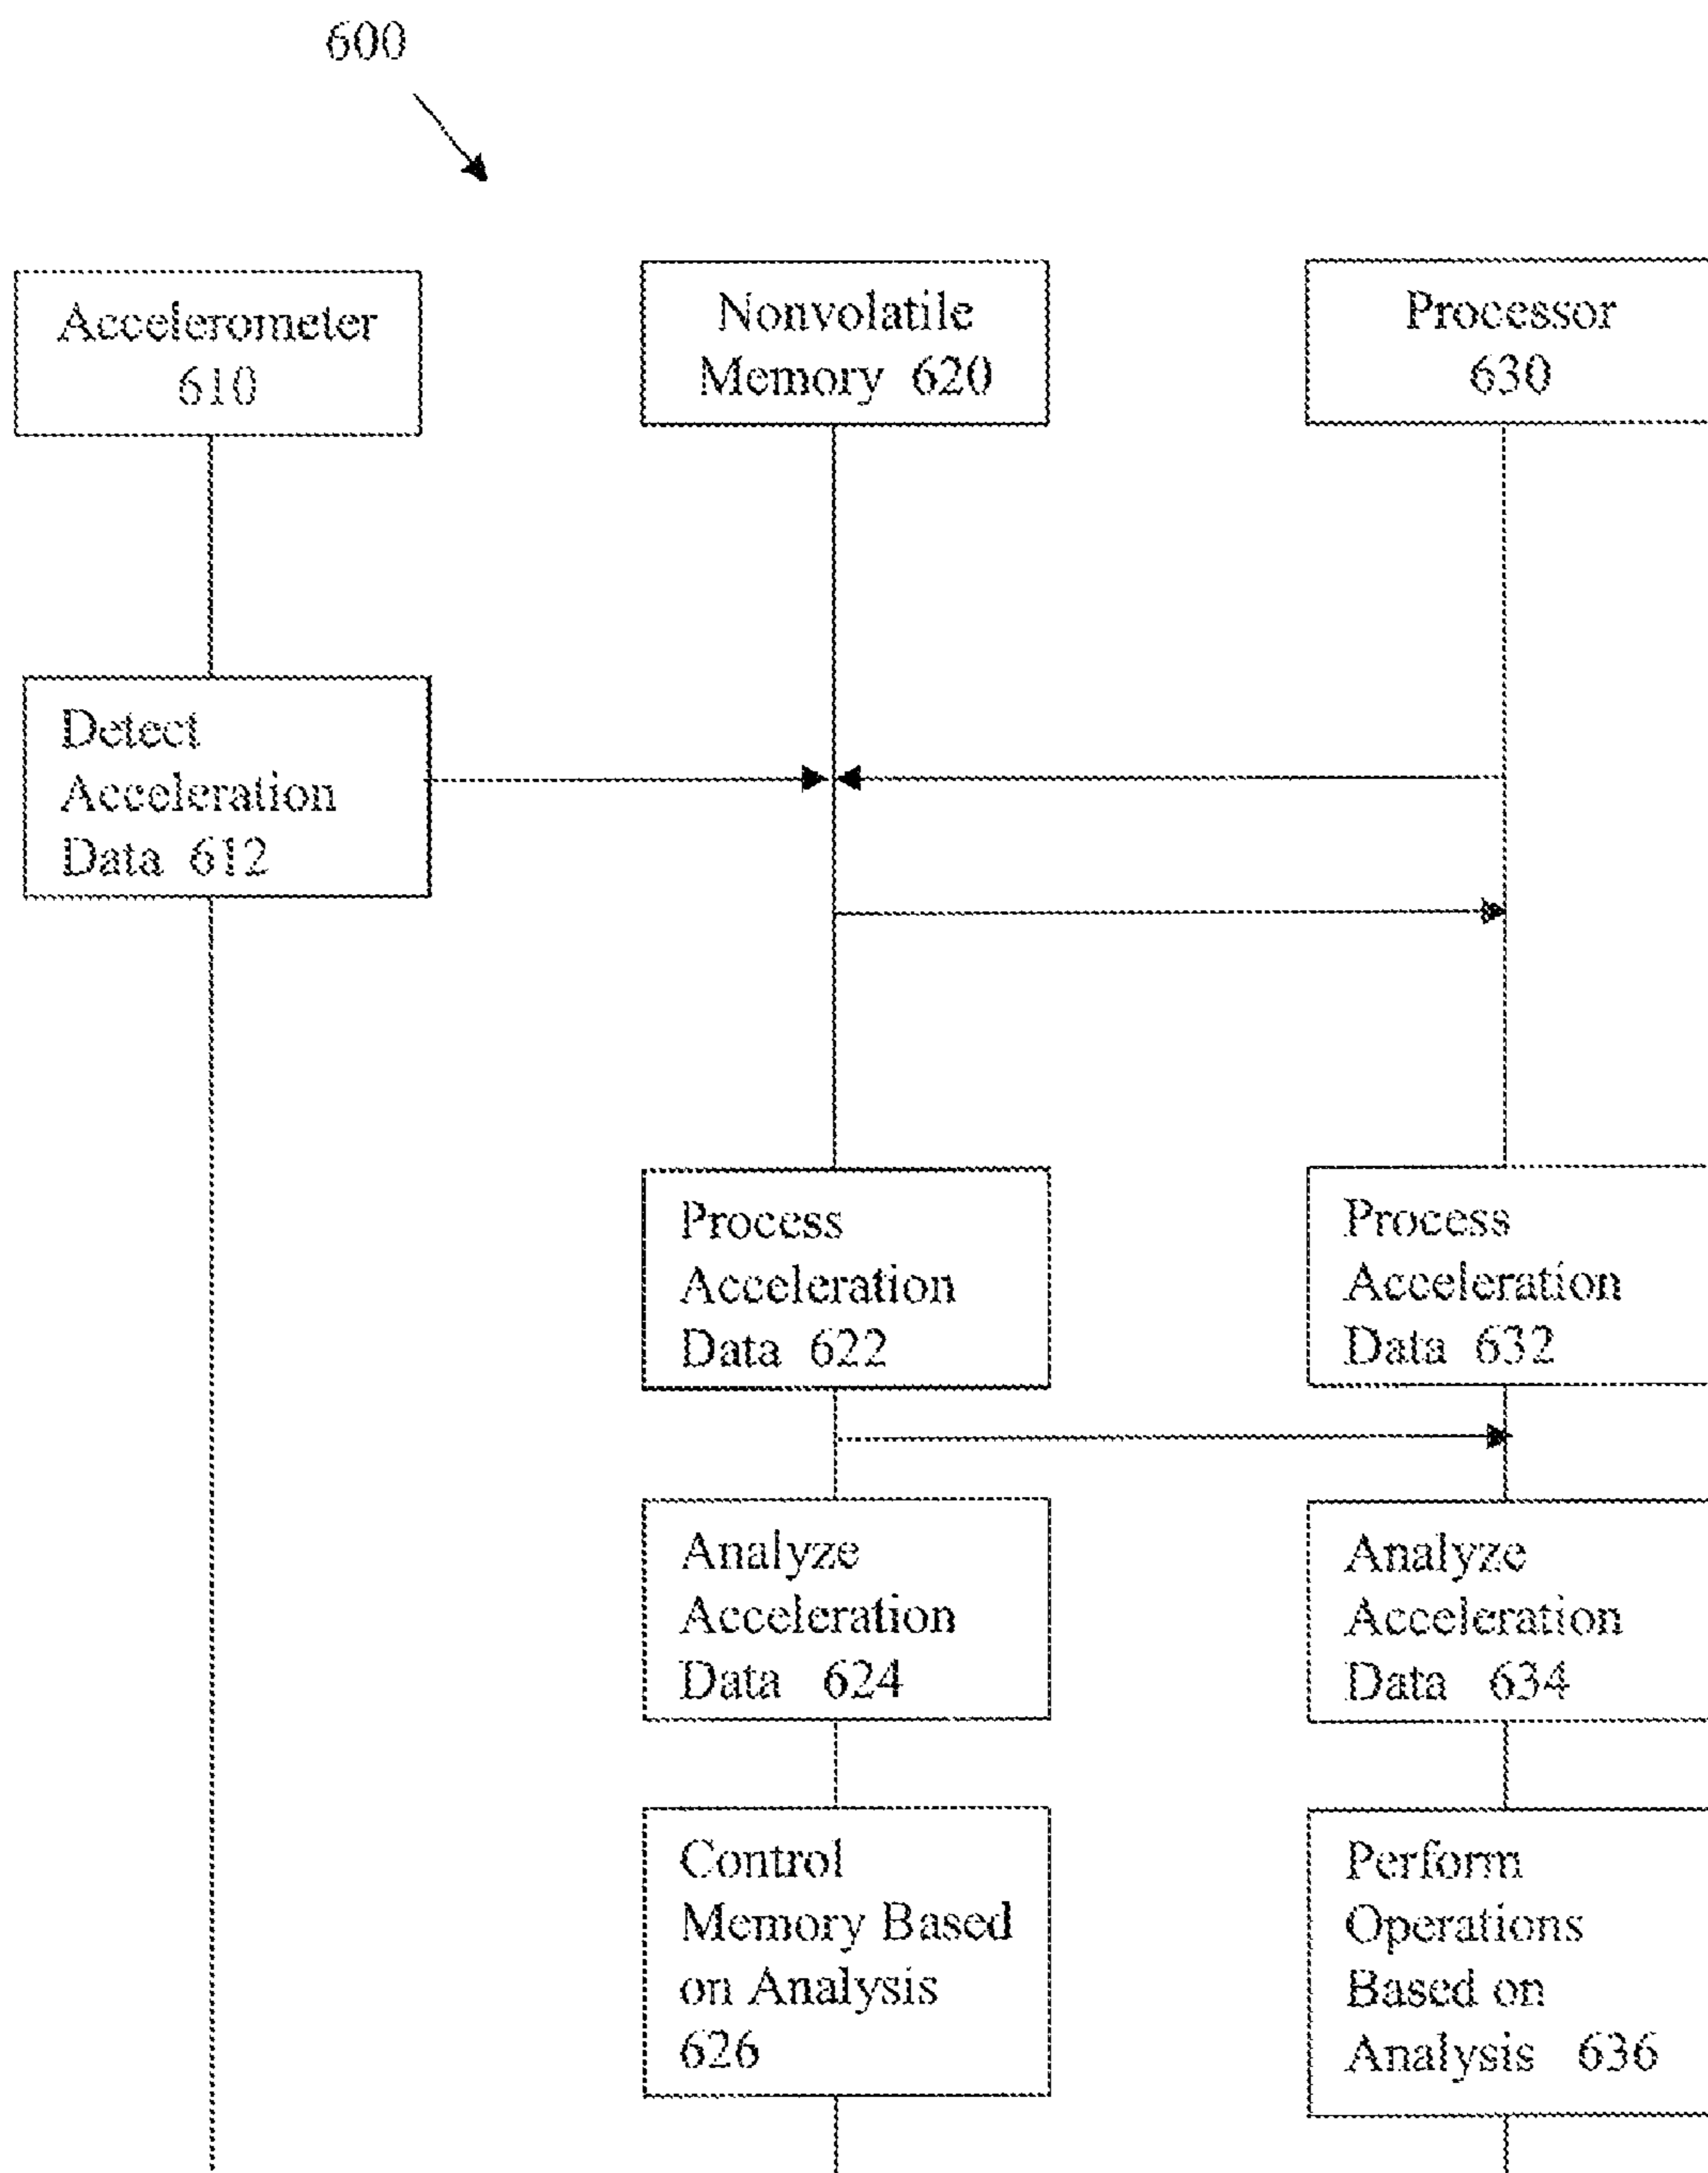 600
Accelerometer
610
Nonvolatile
Memory 620
Processor
630
Detect
Acceleration
Data 612
Process
Acceleration
Data 622
Process
Acceleration
Data 632
Analyze
Acceleration
Data 624
Analyze
Acceleration
Data 634
Control
Memory Based
on Analysis
626
Perform
Operations
Based on
Analysis 636